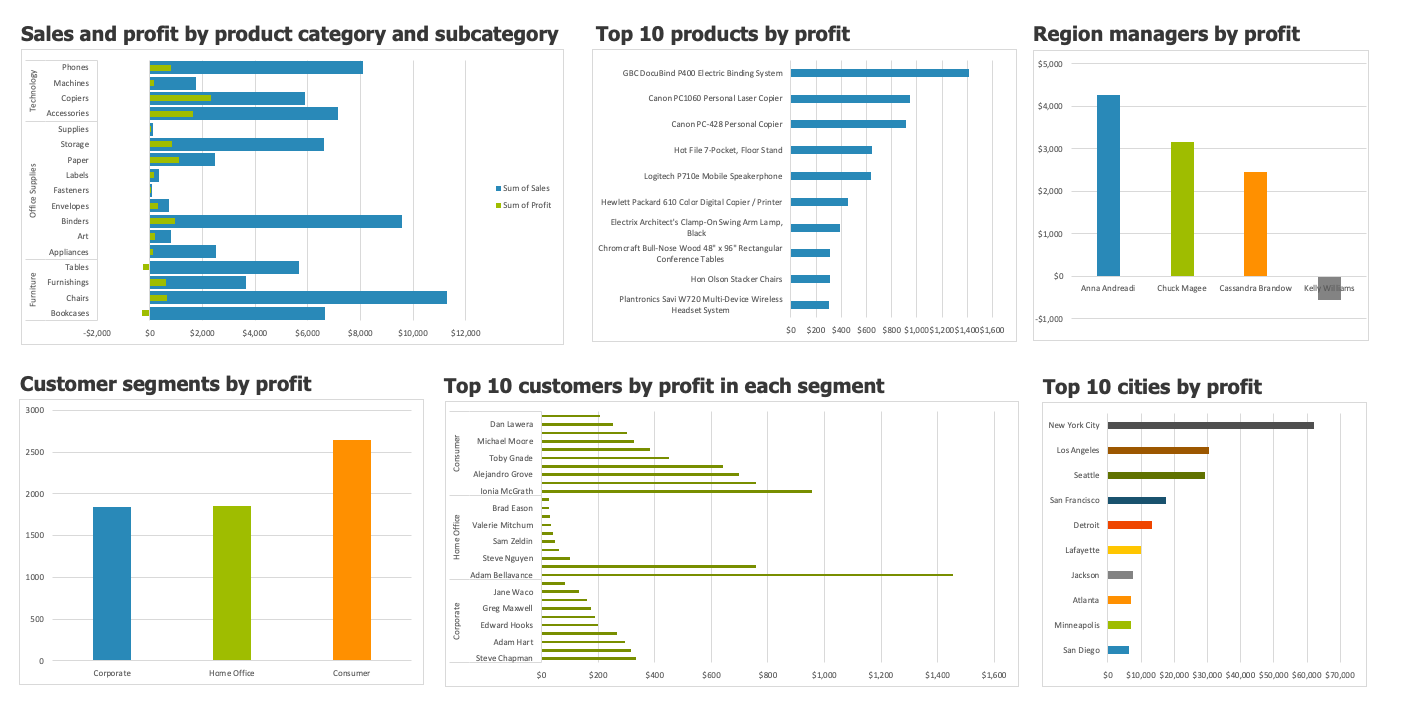 Sales and profit by product category and subcategory
Technology
Phones
Machines
Copiers
Accessories
Office Supplies
Supplies
Storage
Paper
Labels
Fasteners
Envelopes
Binders
Art
Appliances
Furniture
Tables
Furnishings
Chairs
Bookcases
-$2,000 $0 $2,000 $4,000 $6,000 $8,000 $10,000 $12,000
Sum of Sales
Sum of Profit
Top 10 products by profit
GBC DocuBind P400 Electric Binding System
Canon PC1060 Personal Laser Copier
Canon PC-428 Personal Copier
Hot File 7-Pocket, Floor Stand
Logitech P710e Mobile Speakerphone
Hewlett Packard 610 Color Digital Copier / Printer
Electrix Architect's Clamp-On Swing Arm Lamp,
Black
Chromcraft Bull-Nose Wood 48" x 96" Rectangular
Conference Tables
Hon Olson Stacker Chairs
Plantronics Savi W720 Multi-Device Wireless
Headset System
$0 $200 $400 $600 $800 $1,000 $1,200 $1,400 $1,600
Region managers by profit
$5,000
$4,000
$3,000
$2,000
$1,000
$0
-$1,000
Anna Andreadi Chuck Magee Cassandra Brandow Kelly Williams
Customer segments by profit
3000
2500
2000
1500
1000
500
0
Corporate Home Office Consumer
Top 10 customers by profit in each segment
Consumer
Dan Lawera
Michael Moore
Toby Gnade
Alejandro Grove
Ionia McGrath
Home Office
Brad Eason
Valerie Mitchum
Sam Zeldin
Steve Nguyen
Adam Bellavance
Corporate
Jane Waco
Greg Maxwell
Edward Hooks
Adam Hart
Steve Chapman
$0 $200 $400 $600 $800 $1,000 $1,200 $1,400 $1,600
Top 10 cities by profit
New York City
Los Angeles
Seattle
San Francisco
Detroit
Lafayette
Jackson
Atlanta
Minneapolis
San Diego
$0 $10,000 $20,000 $30,000 $40,000 $50,000 $60,000 $70,000